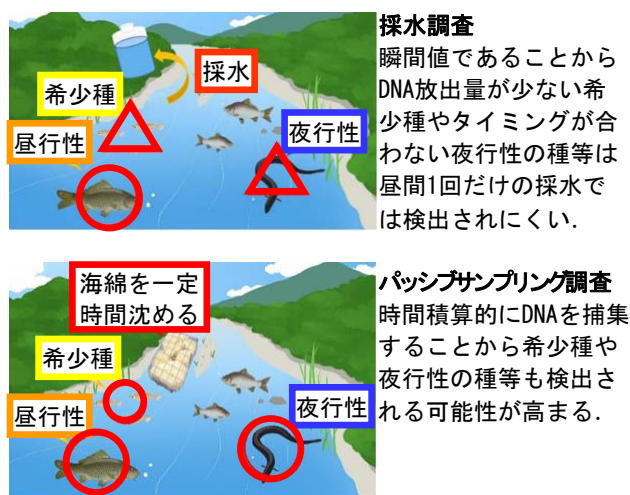 採水
希少種
昼行性
夜行性
採水調査
瞬間値であることから
DNA放出量が少ない希
少種やタイミングが合
わない夜行性の種等は
昼間1回だけの採水で
は検出されにくい.
海綿を一定
時間沈める
希少種
昼行性
夜行性
パッシブサンプリング調査
時間積算的にDNAを捕集
することから希少種や
夜行性の種等も検出さ
れる可能性が高まる.